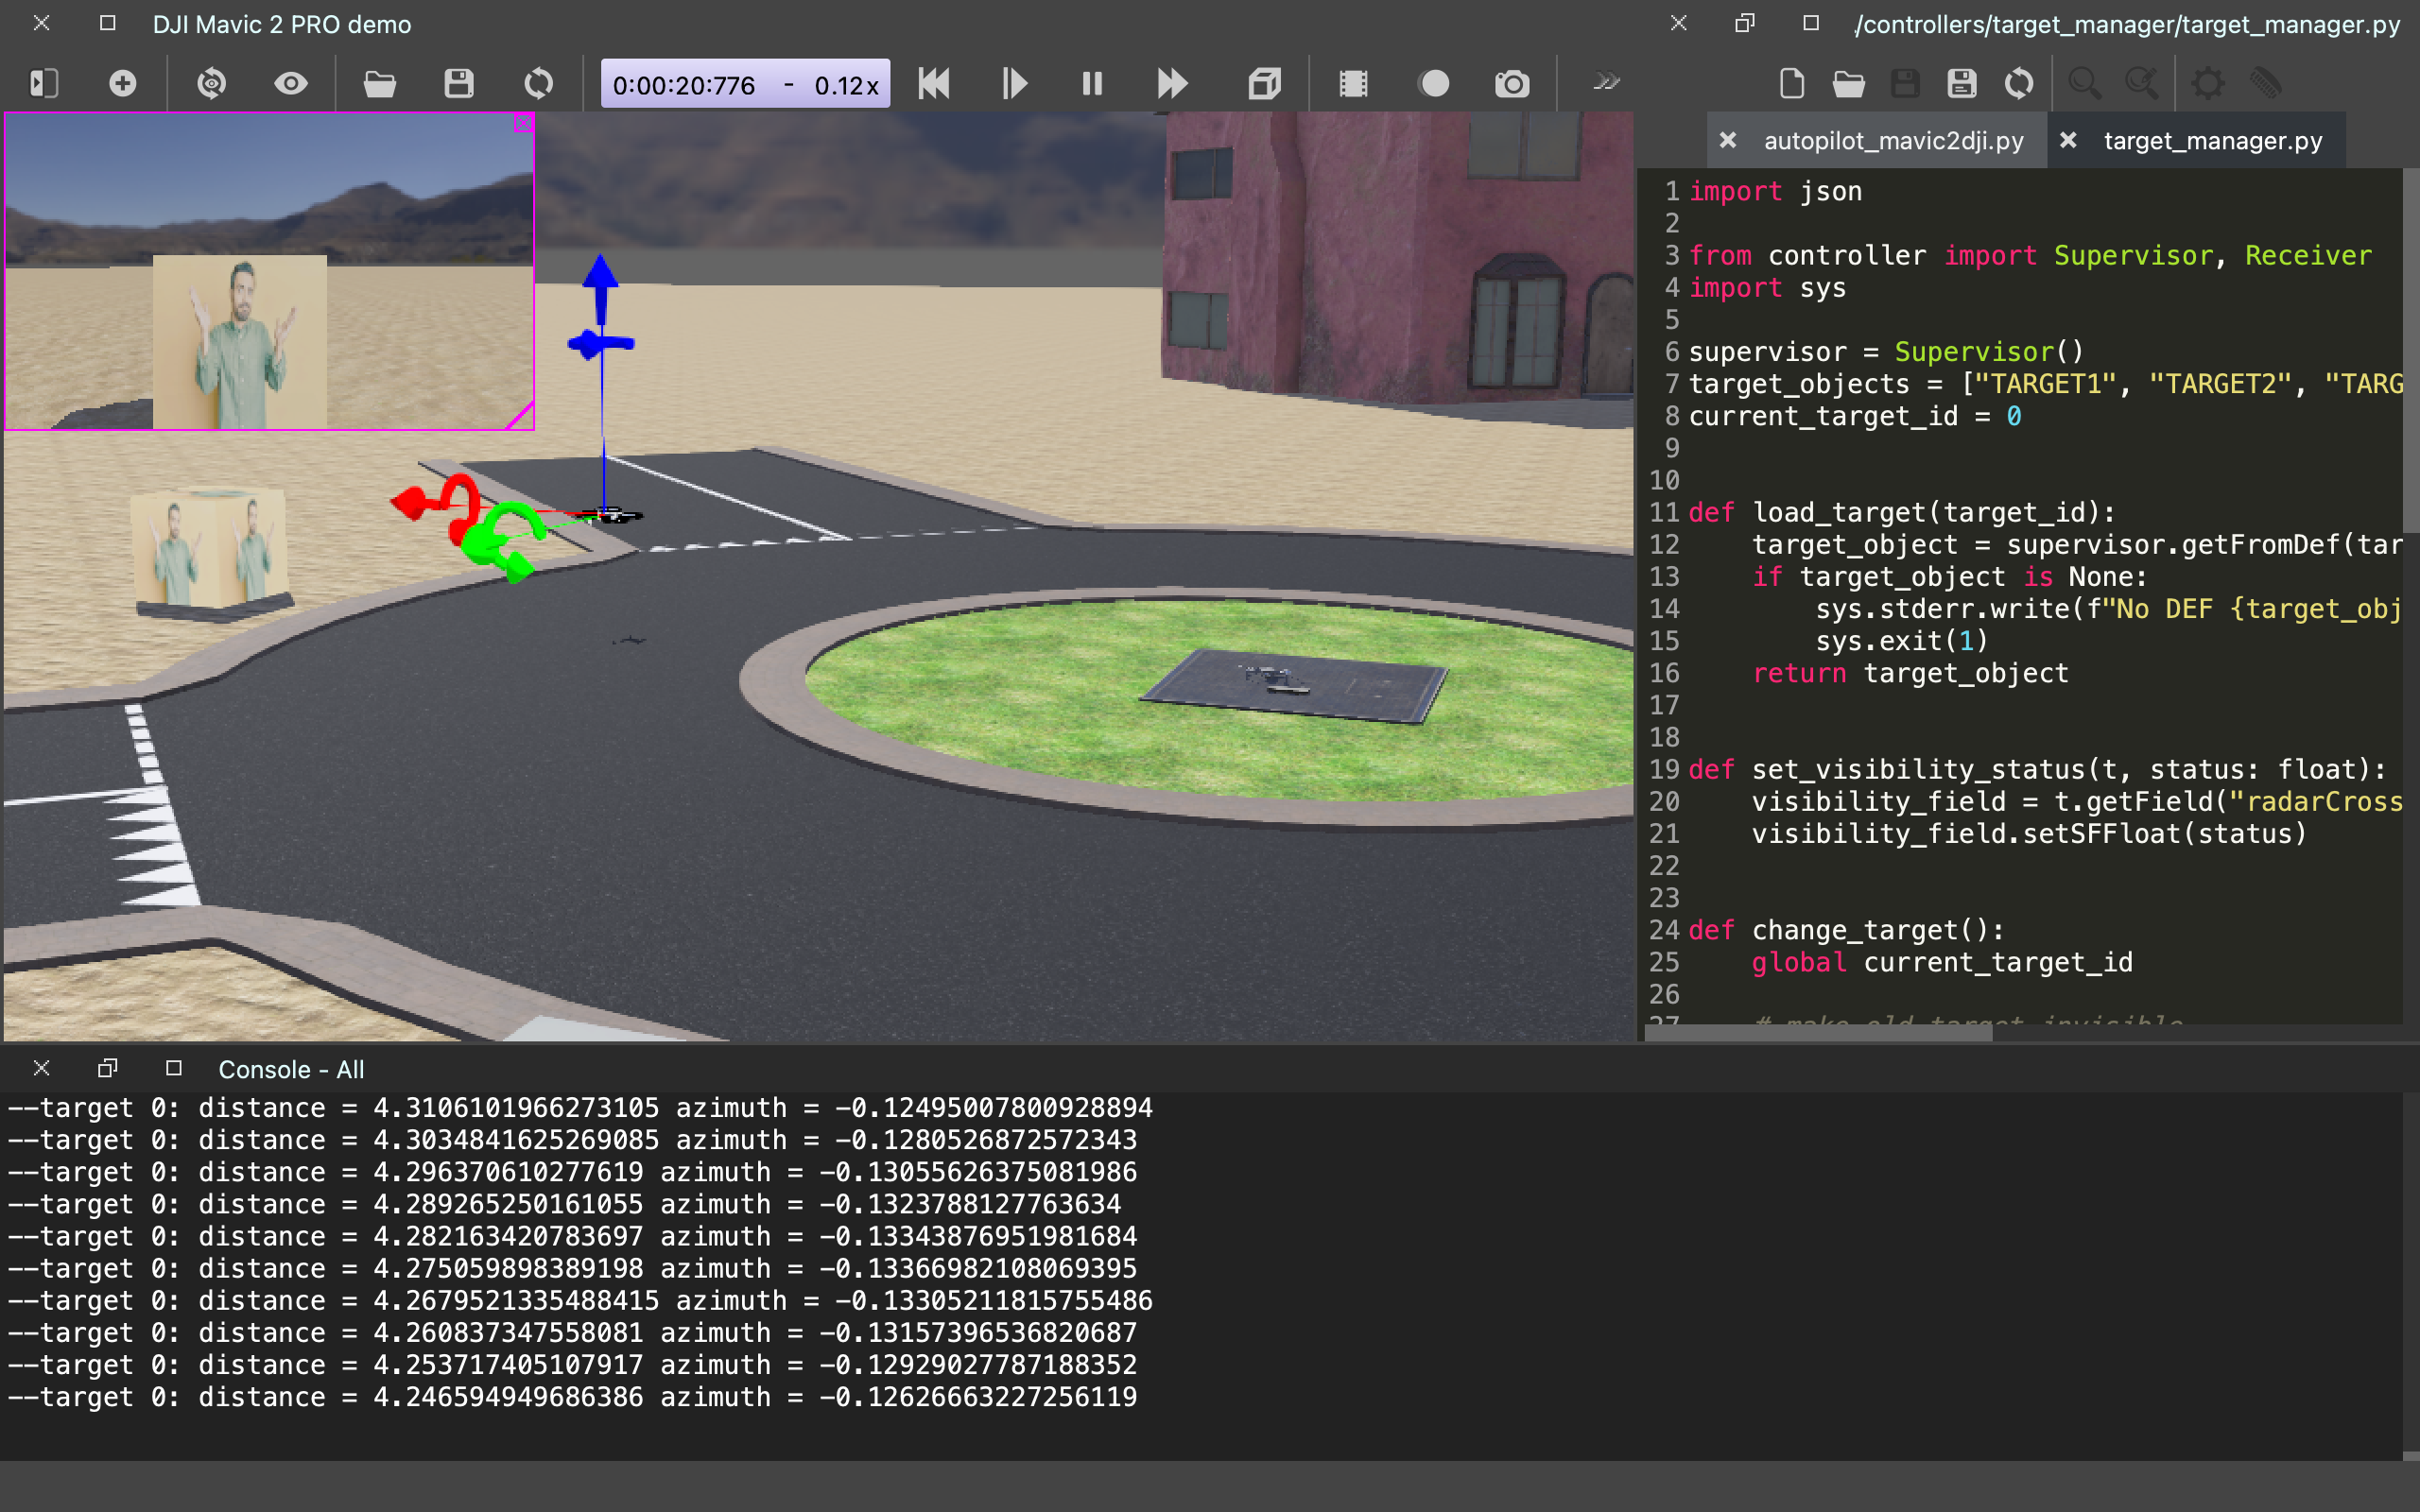 DJI Mavic 2 PRO demo
0:00:20:776 - 0.12x
./controllers/target_manager/target_manager.py
autopilot_mavic2dji.py
target_manager.py
1 import json
2
3 from controller import Supervisor, Receiver
4 import sys
5
6 supervisor = Supervisor()
7 target_objects = ["TARGET1", "TARGET2", "TARG
8 current_target_id = 0
9
10
11 def load_target(target_id):
12 target_object = supervisor.getFromDef(tar
13 if target_object is None:
14 sys.stderr.write(f"No DEF {target_obj
15 sys.exit(1)
16 return target_object
17
18
19 def set_visibility_status(t, status: float):
20 visibility_field = t.getField("radarCross
21 visibility_field.setSFFloat(status)
22
23
24 def change_target():
25 global current_target_id
26
27 # make old target invisible
Console - All
--target 0: distance = 4.3106101966273105 azimuth = -0.12495007800928894
--target 0: distance = 4.3034841625269085 azimuth = -0.1280526872572343
--target 0: distance = 4.296370610277619 azimuth = -0.13055626375081986
--target 0: distance = 4.289265250161055 azimuth = -0.1323788127763634
--target 0: distance = 4.282163420783697 azimuth = -0.13343876951981684
--target 0: distance = 4.275059898389198 azimuth = -0.13366982108069395
--target 0: distance = 4.2679521335488415 azimuth = -0.13305211815755486
--target 0: distance = 4.260837347558081 azimuth = -0.13157396536820687
--target 0: distance = 4.253717405107917 azimuth = -0.12929027787188352
--target 0: distance = 4.246594949686386 azimuth = -0.12626663227256119